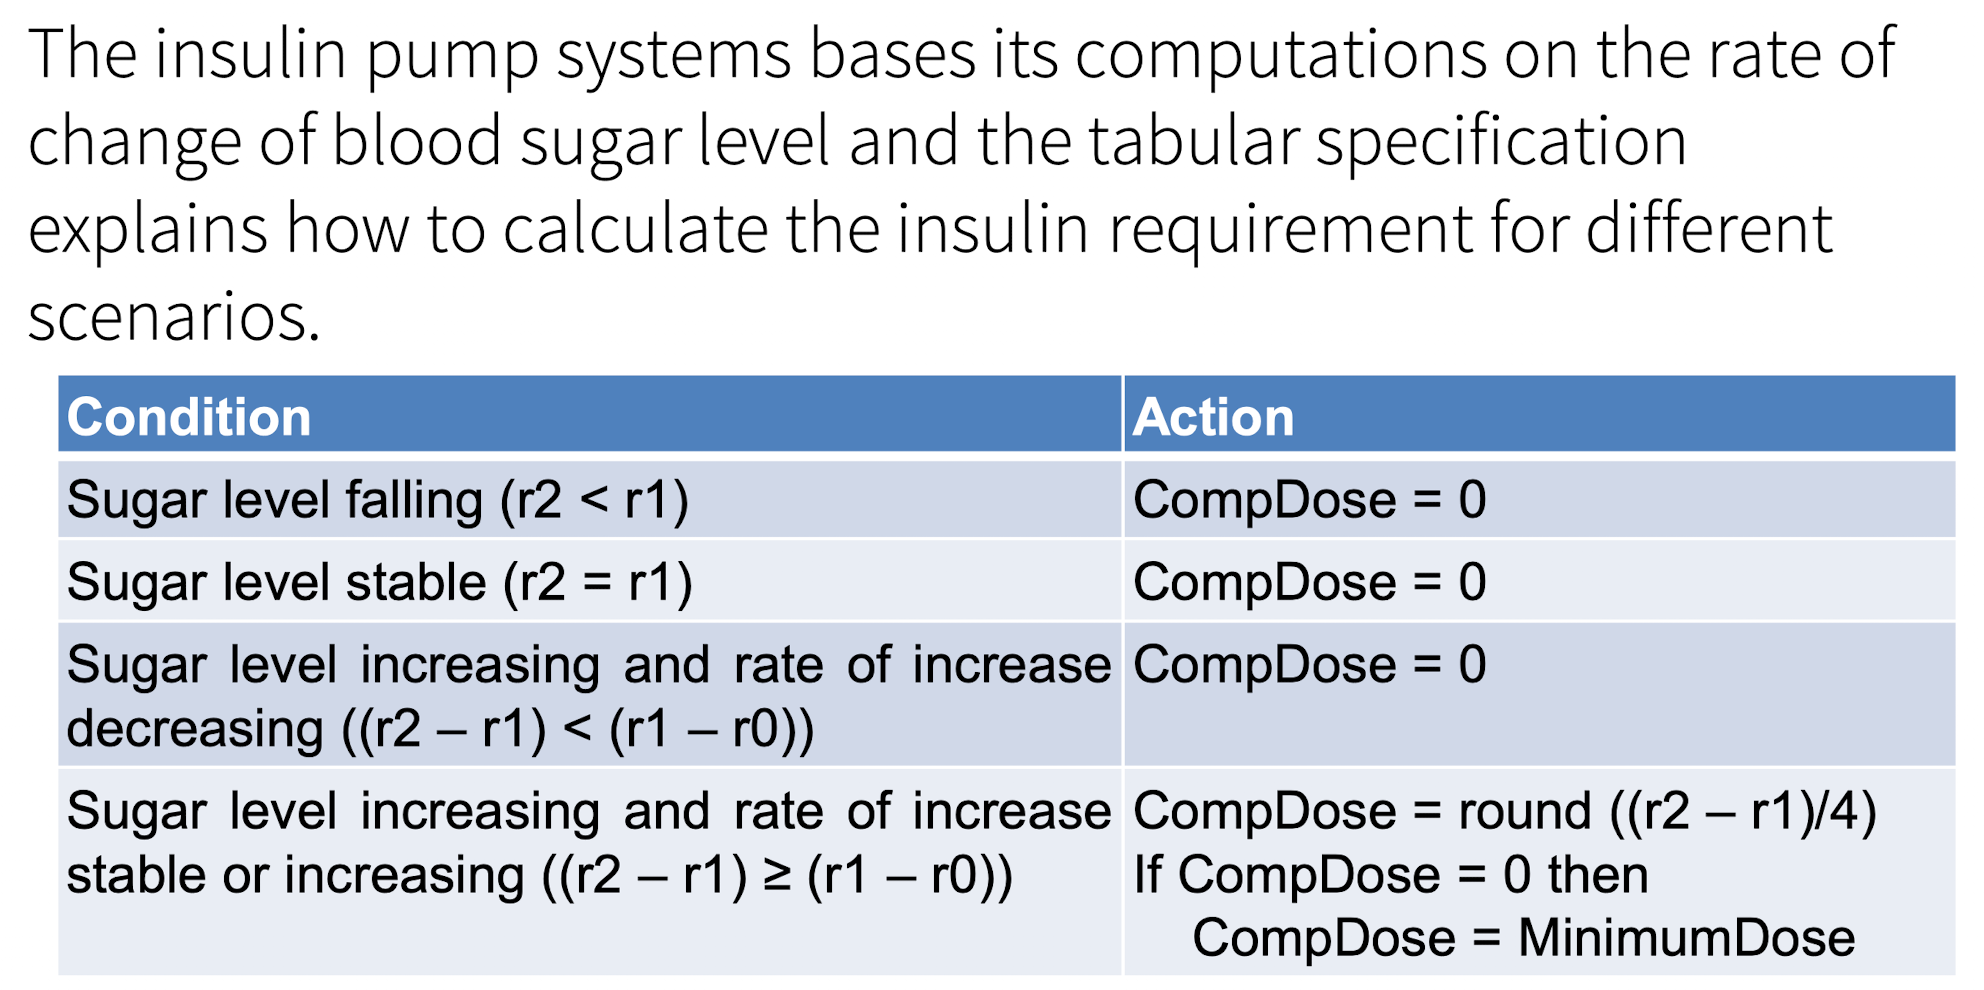 The insulin pump systems bases its computations on the rate of
change of blood sugar level and the tabular specification
explains how to calculate the insulin requirement for different
scenarios.
Condition
Action
Sugar level falling (r2 < r1)
CompDose = 0
Sugar level stable (r2 = r1)
CompDose = 0
Sugar level increasing and rate of increase
decreasing ((r2 – r1) < (r1 – r0))
CompDose = 0
Sugar level increasing and rate of increase
stable or increasing ((r2 – r1) ≥ (r1 – r0))
CompDose = round ((r2 – r1)/4)
If CompDose = 0 then
CompDose = MinimumDose